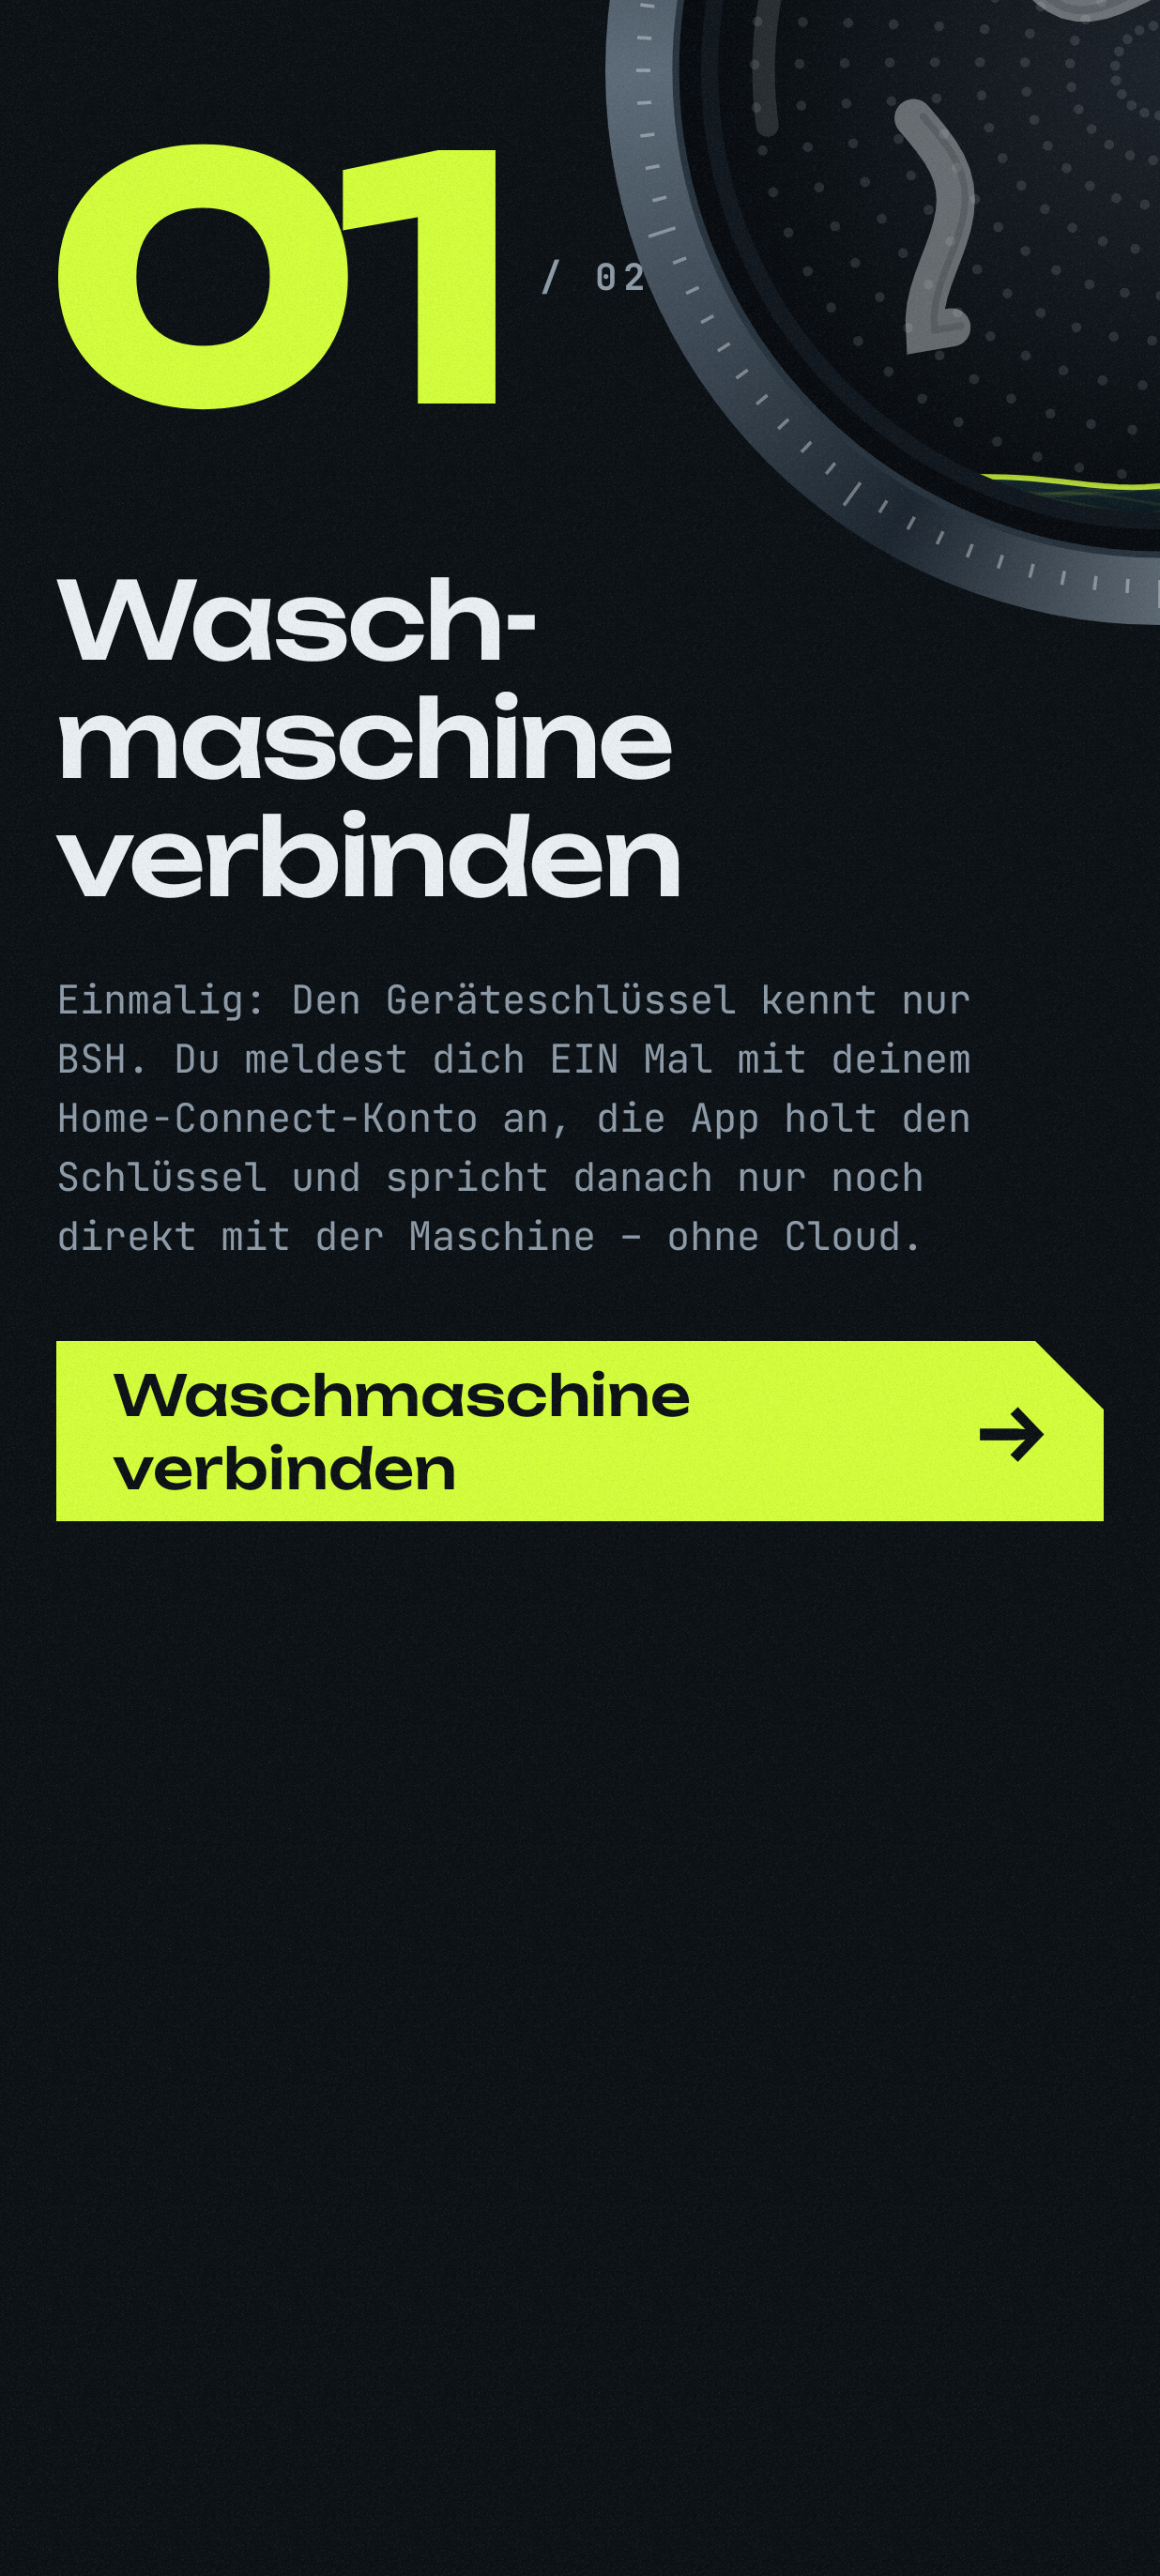 01 / 02
Wasch-
maschine
verbinden
Einmalig: Den Geräteschlüssel kennt nur
BSH. Du meldest dich EIN Mal mit deinem
Home-Connect-Konto an, die App holt den
Schlüssel und spricht danach nur noch
direkt mit der Maschine – ohne Cloud.
Waschmaschine
verbinden →